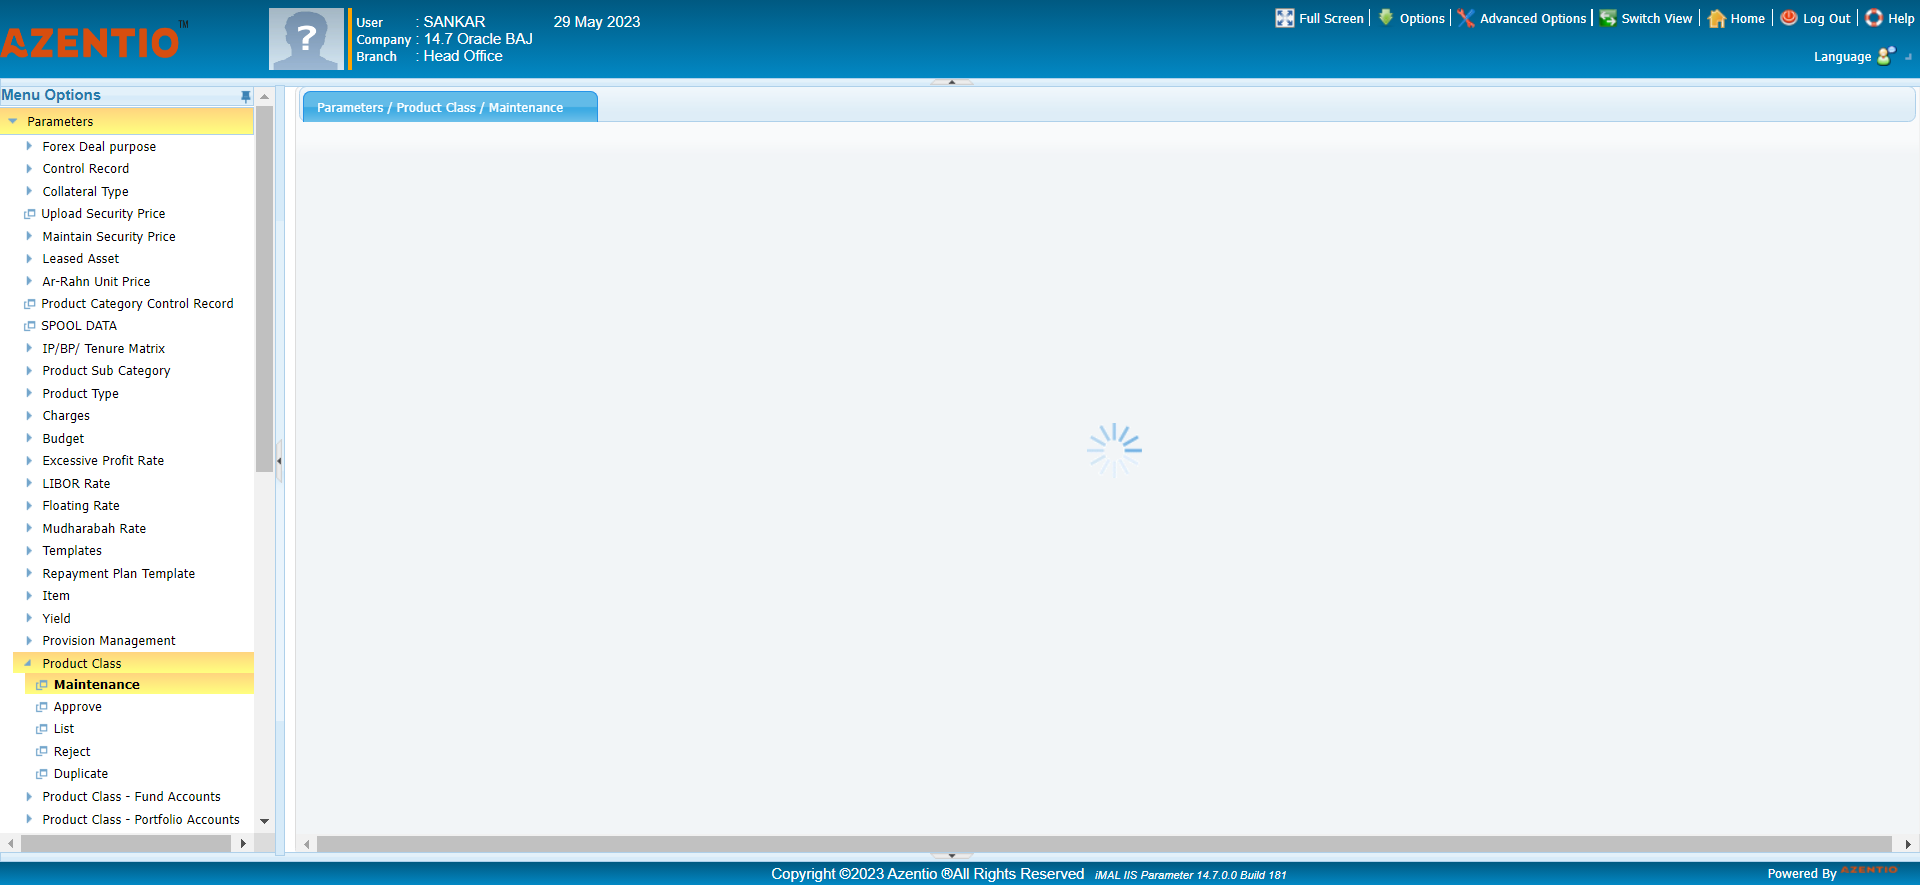 AZENTIO TM
User : SANKAR 29 May 2023
Company : 14.7 Oracle BAJ
Branch : Head Office
Full Screen Options Advanced Options Switch View Home Log Out Help
Language
Menu Options
Parameters
Forex Deal purpose
Control Record
Collateral Type
Upload Security Price
Maintain Security Price
Leased Asset
Ar-Rahn Unit Price
Product Category Control Record
SPOOL DATA
IP/BP/ Tenure Matrix
Product Sub Category
Product Type
Charges
Budget
Excessive Profit Rate
LIBOR Rate
Floating Rate
Mudharabah Rate
Templates
Repayment Plan Template
Item
Yield
Provision Management
Product Class
Maintenance
Approve
List
Reject
Duplicate
Product Class - Fund Accounts
Product Class - Portfolio Accounts
Parameters / Product Class / Maintenance
Copyright ©2023 Azentio ®All Rights Reserved iMAL IIS Parameter 14.7.0.0 Build 181
Powered By AZENTIO